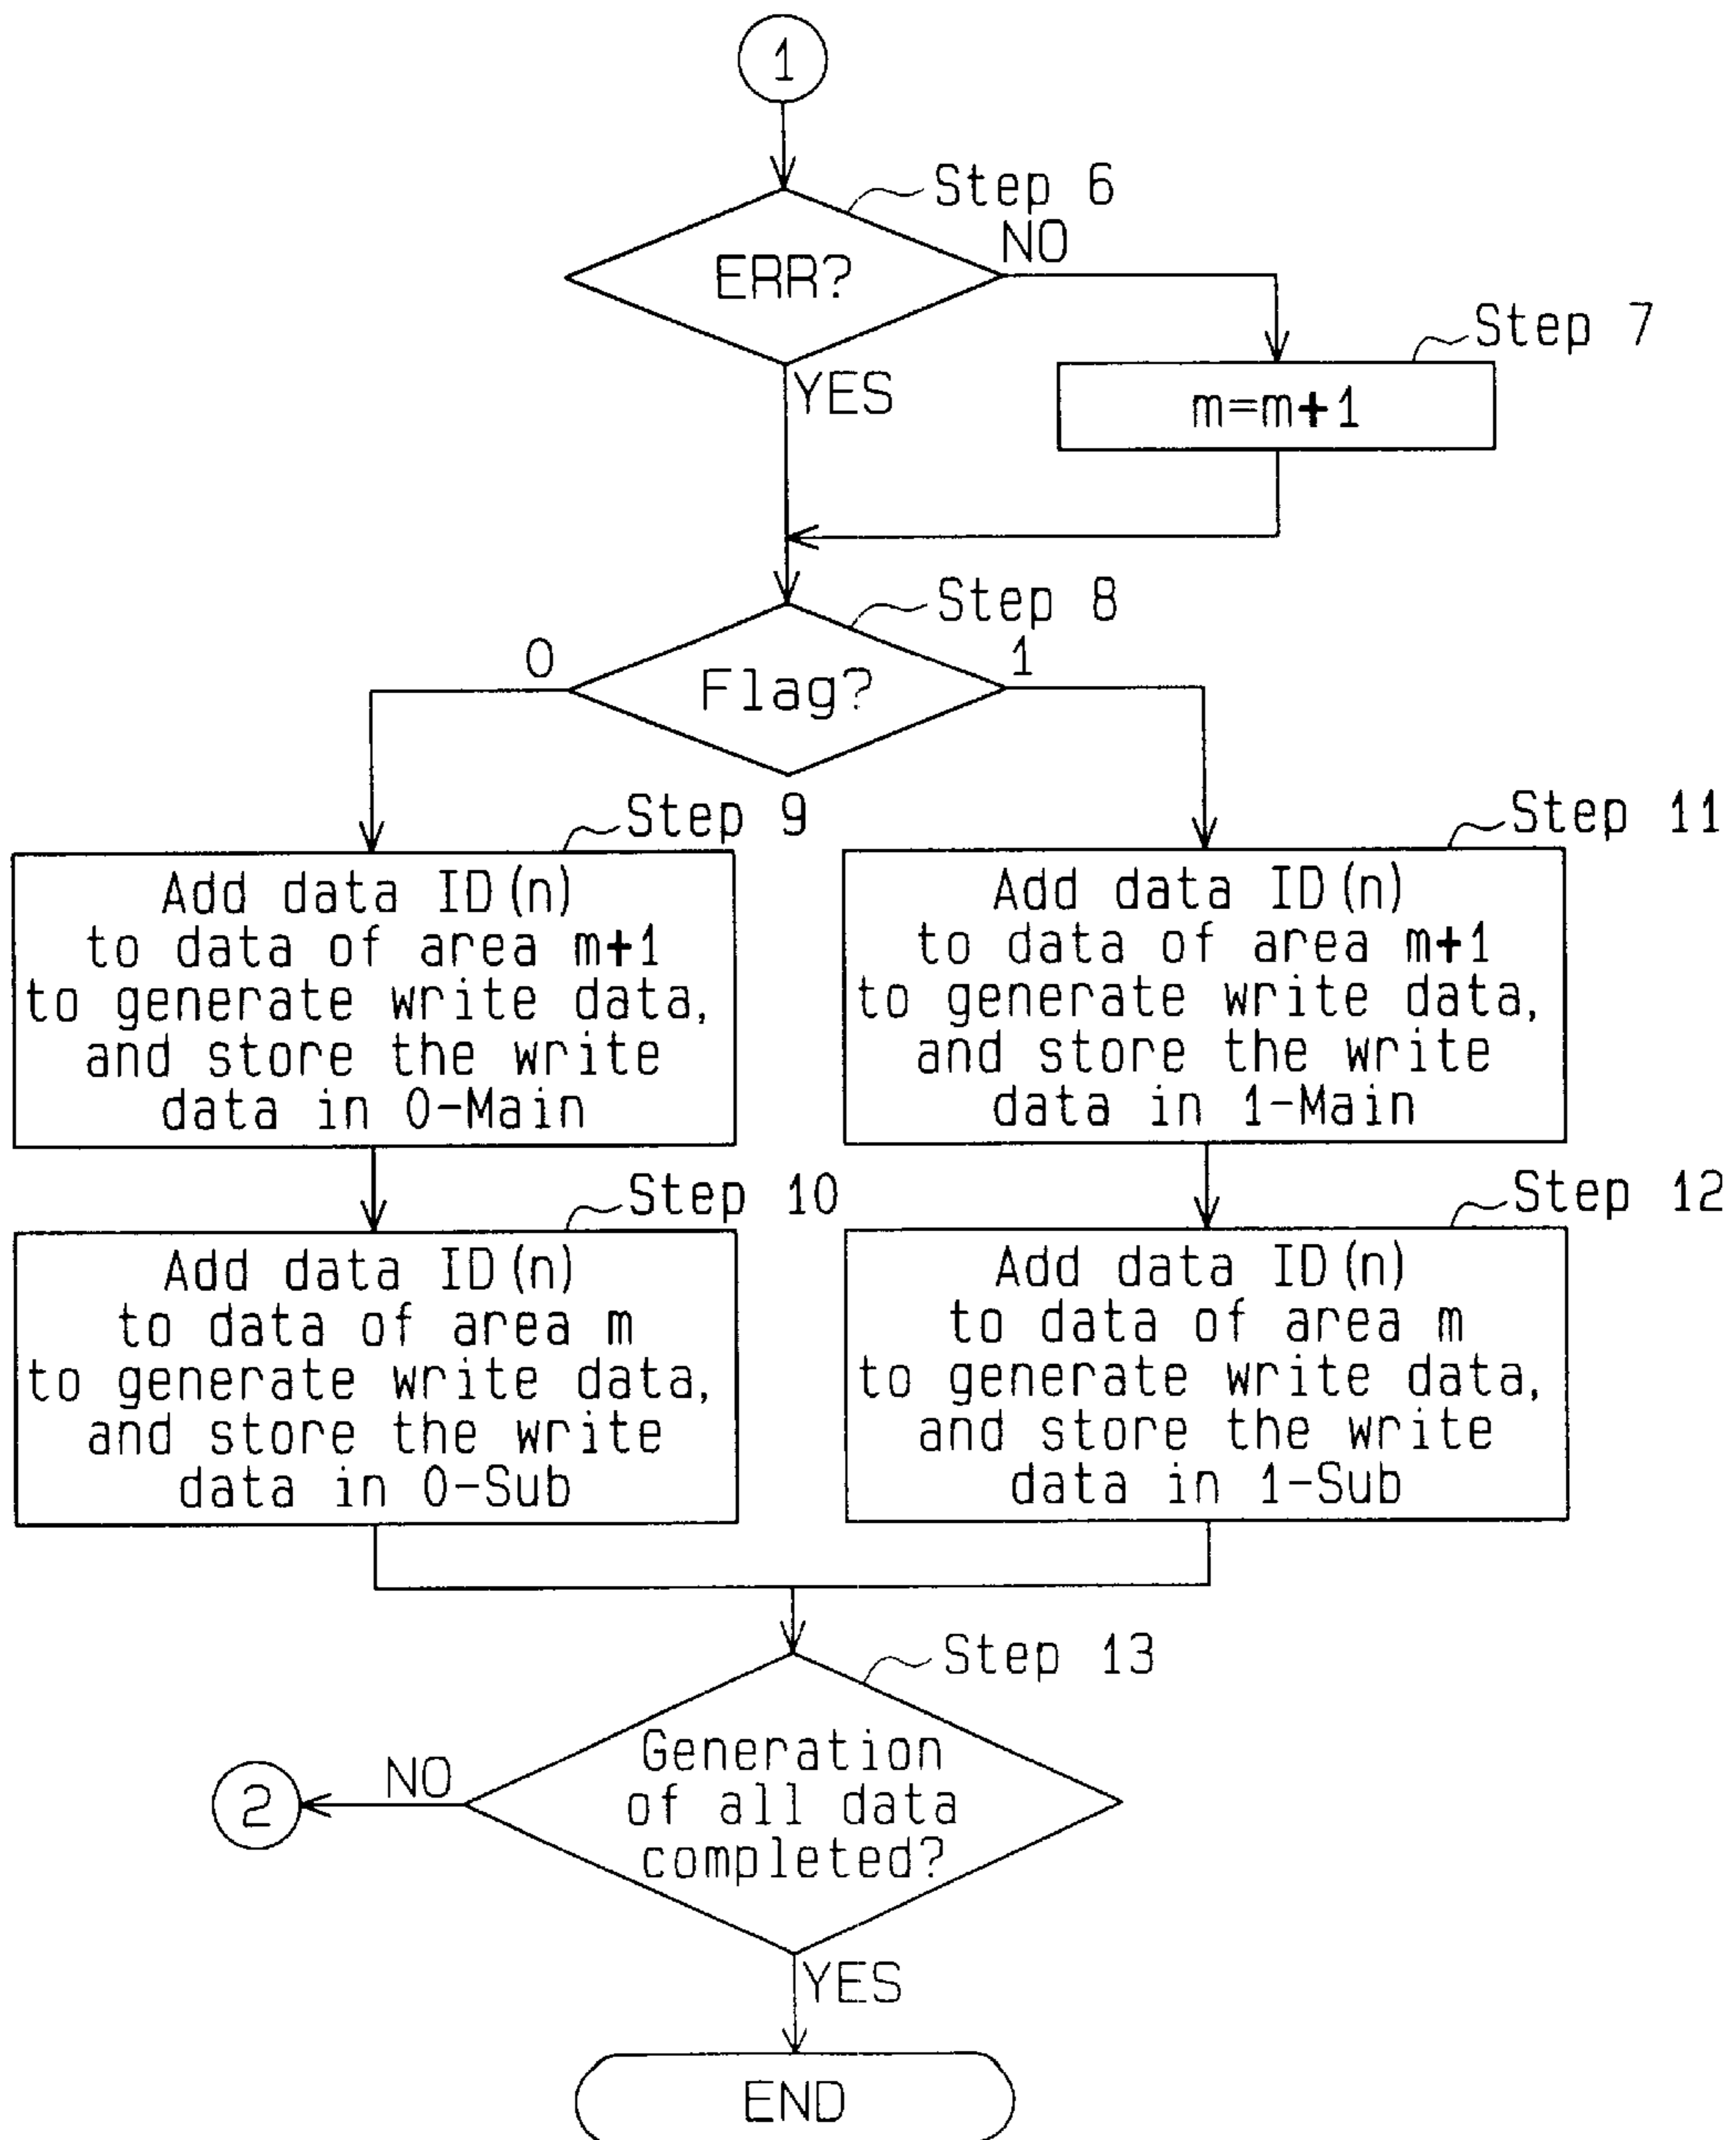 1
Step 6
ERR?
NO
YES
Step 7
m=m+1
Step 8
Flag?
0
1
Step 9
Add data ID(n)
to data of area m+1
to generate write data,
and store the write
data in 0-Main
Step 11
Add data ID(n)
to data of area m+1
to generate write data,
and store the write
data in 1-Main
Step 10
Add data ID(n)
to data of area m
to generate write data,
and store the write
data in 0-Sub
Step 12
Add data ID(n)
to data of area m
to generate write data,
and store the write
data in 1-Sub
Step 13
Generation
of all data
completed?
NO
2
YES
END